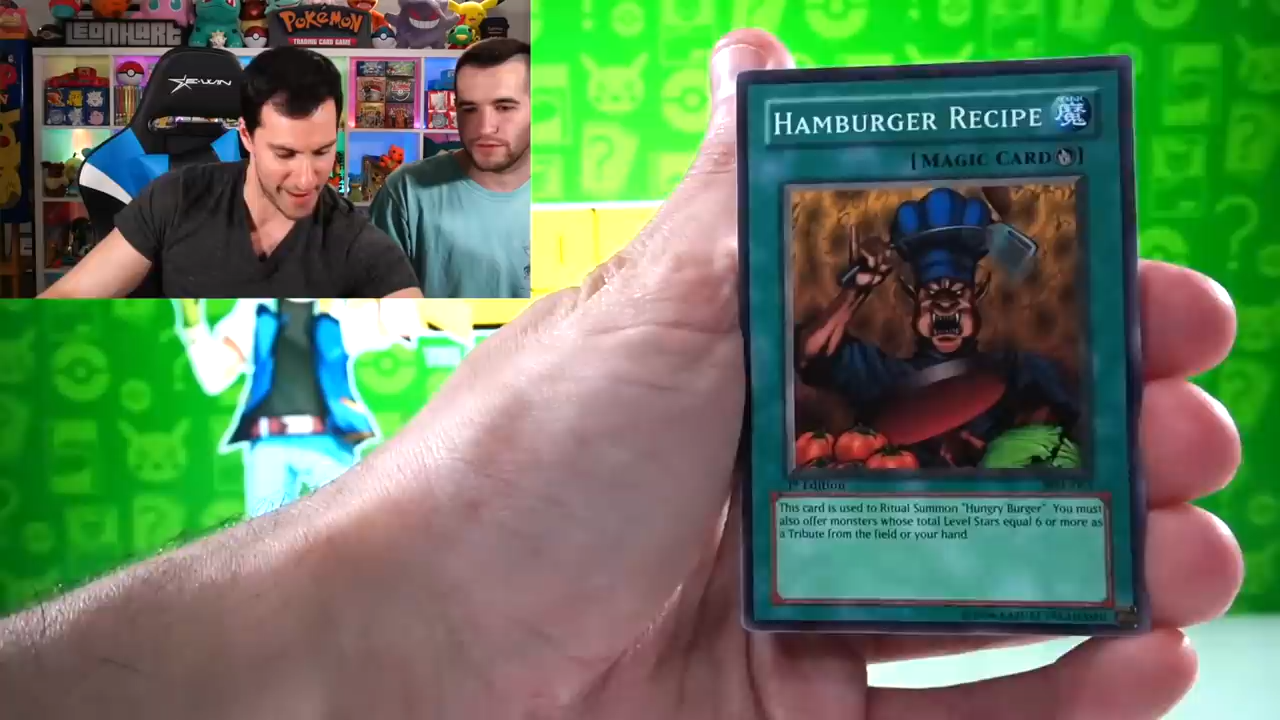 LEONHART
Pokémon
TRADING CARD GAME
E-WIN
HAMBURGER RECIPE 魔
[MAGIC CARD]
1st Edition
This card is used to Ritual Summon "Hungry Burger". You must
also offer monsters whose total Level Stars equal 6 or more as
a Tribute from the field or your hand.